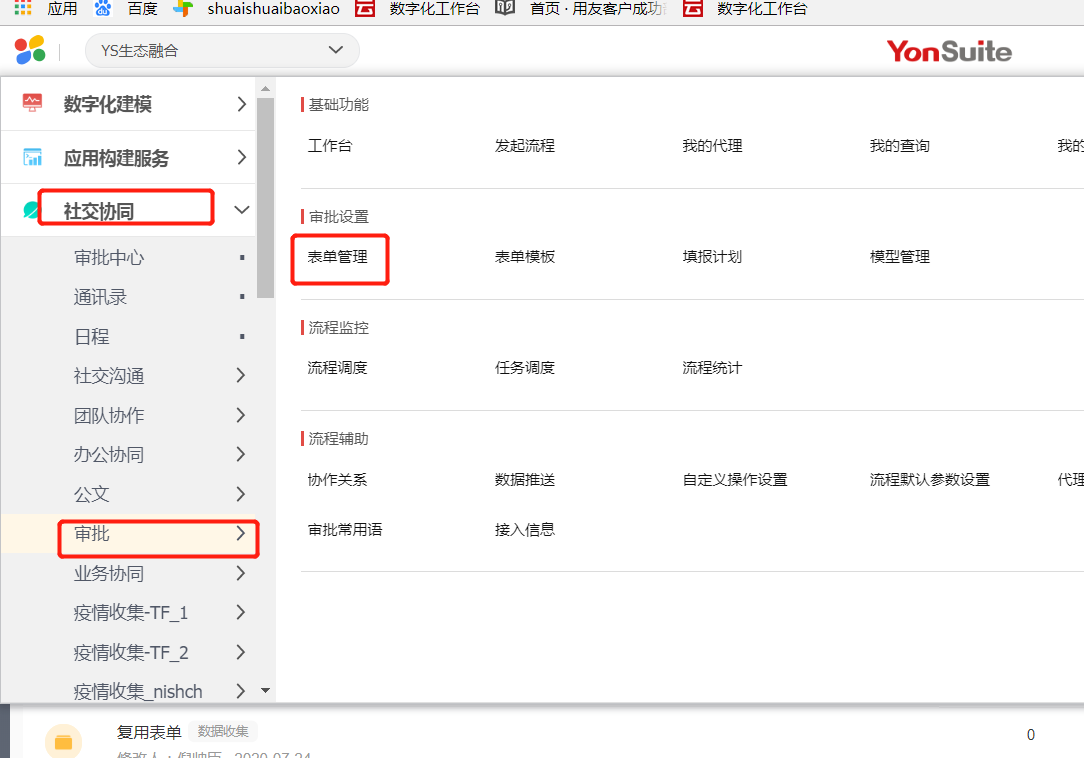 应用 百度 shuaishuaibaoxiao 数字化工作台 首页 · 用友客户成功 数字化工作台
YS生态融合
YonSuite
数字化建模
应用构建服务
社交协同
审批中心
通讯录
日程
社交沟通
团队协作
办公协同
公文
审批
业务协同
疫情收集-TF_1
疫情收集-TF_2
疫情收集_nishch
基础功能
工作台 发起流程 我的代理 我的查询 我的
审批设置
表单管理 表单模板 填报计划 模型管理
流程监控
流程调度 任务调度 流程统计
流程辅助
协作关系 数据推送 自定义操作设置 流程默认参数设置 代理
审批常用语 接入信息
复用表单 数据收集 0
修改人：倪帅臣 2020-07-24